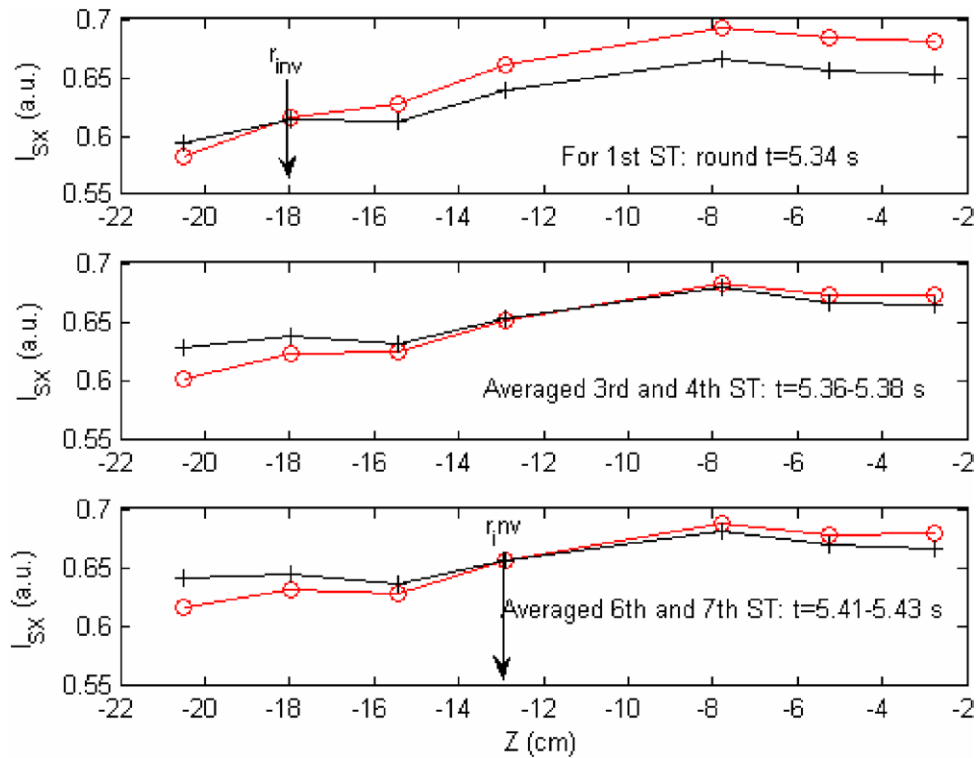 0.7
0.65
0.6
0.55
I_SX (a.u.)
r_inv
For 1st ST: round t=5.34 s
-22 -20 -18 -16 -14 -12 -10 -8 -6 -4 -2
0.7
0.65
0.6
0.55
I_SX (a.u.)
Averaged 3rd and 4th ST: t=5.36-5.38 s
-22 -20 -18 -16 -14 -12 -10 -8 -6 -4 -2
0.7
0.65
0.6
0.55
I_SX (a.u.)
r_inv
Averaged 6th and 7th ST: t=5.41-5.43 s
-22 -20 -18 -16 -14 -12 -10 -8 -6 -4 -2
Z (cm)